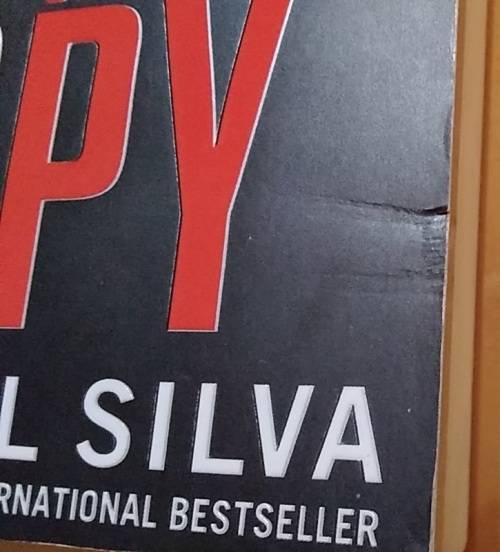 PY
L SILVA
RNATIONAL BESTSELLER